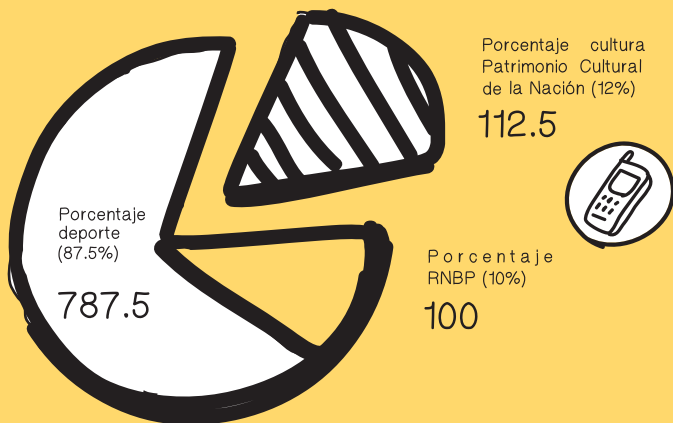 Porcentaje cultura
Patrimonio Cultural
de la Nación (12%)
112.5
Porcentaje
deporte
(87.5%)
787.5
Porcentaje
RNBP (10%)
100